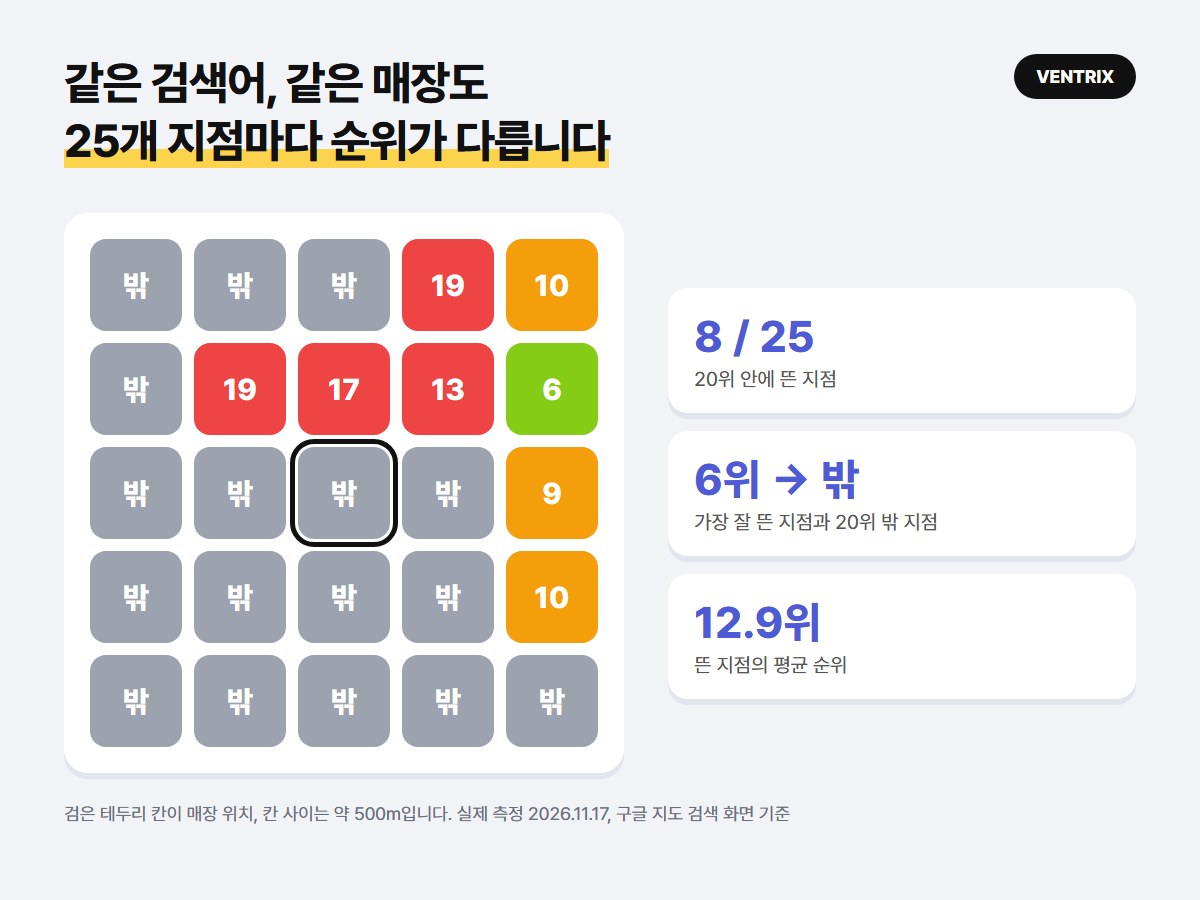 같은 검색어, 같은 매장도
25개 지점마다 순위가 다릅니다
VENTRIX
밖 밖 밖 19 10
밖 19 17 13 6
밖 밖 밖 밖 9
밖 밖 밖 밖 10
밖 밖 밖 밖 밖
8 / 25
20위 안에 뜬 지점
6위 → 밖
가장 잘 뜬 지점과 20위 밖 지점
12.9위
뜬 지점의 평균 순위
검은 테두리 칸이 매장 위치, 칸 사이는 약 500m입니다. 실제 측정 2026.11.17, 구글 지도 검색 화면 기준